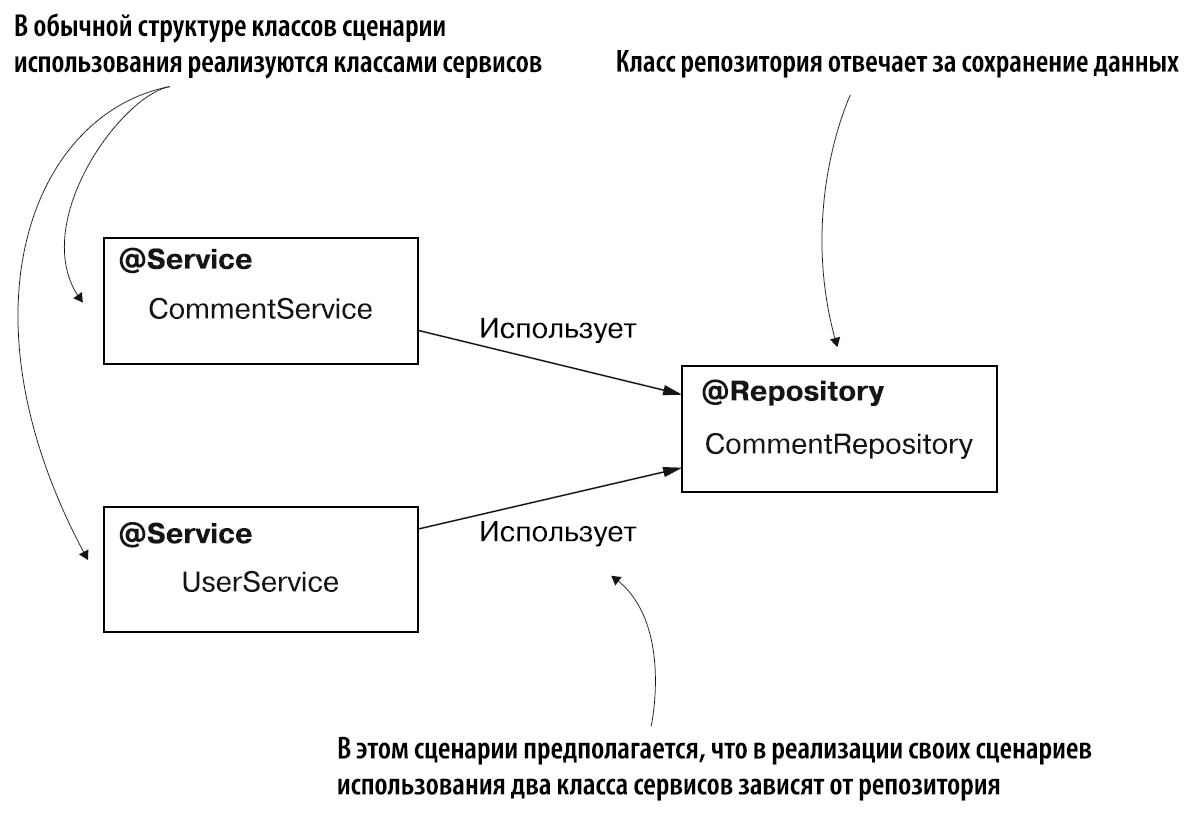 В обычной структуре классов сценарии
использования реализуются классами сервисов
Класс репозитория отвечает за сохранение данных
@Service
CommentService
Использует
@Repository
CommentRepository
@Service
UserService
Использует
В этом сценарии предполагается, что в реализации своих сценариев
использования два класса сервисов зависят от репозитория